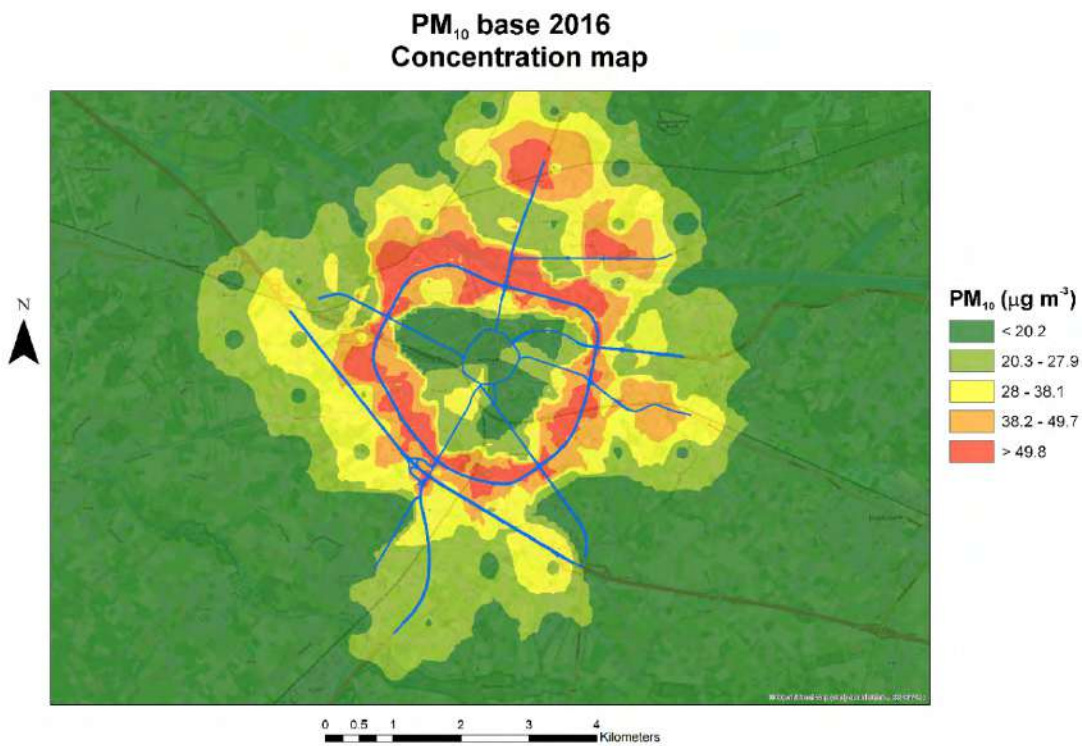 PM₁₀ base 2016
Concentration map
N
PM₁₀ (µg m⁻³)
< 20.2
20.3 - 27.9
28 - 38.1
38.2 - 49.7
> 49.8
0 0.5 1 2 3 4
Kilometers